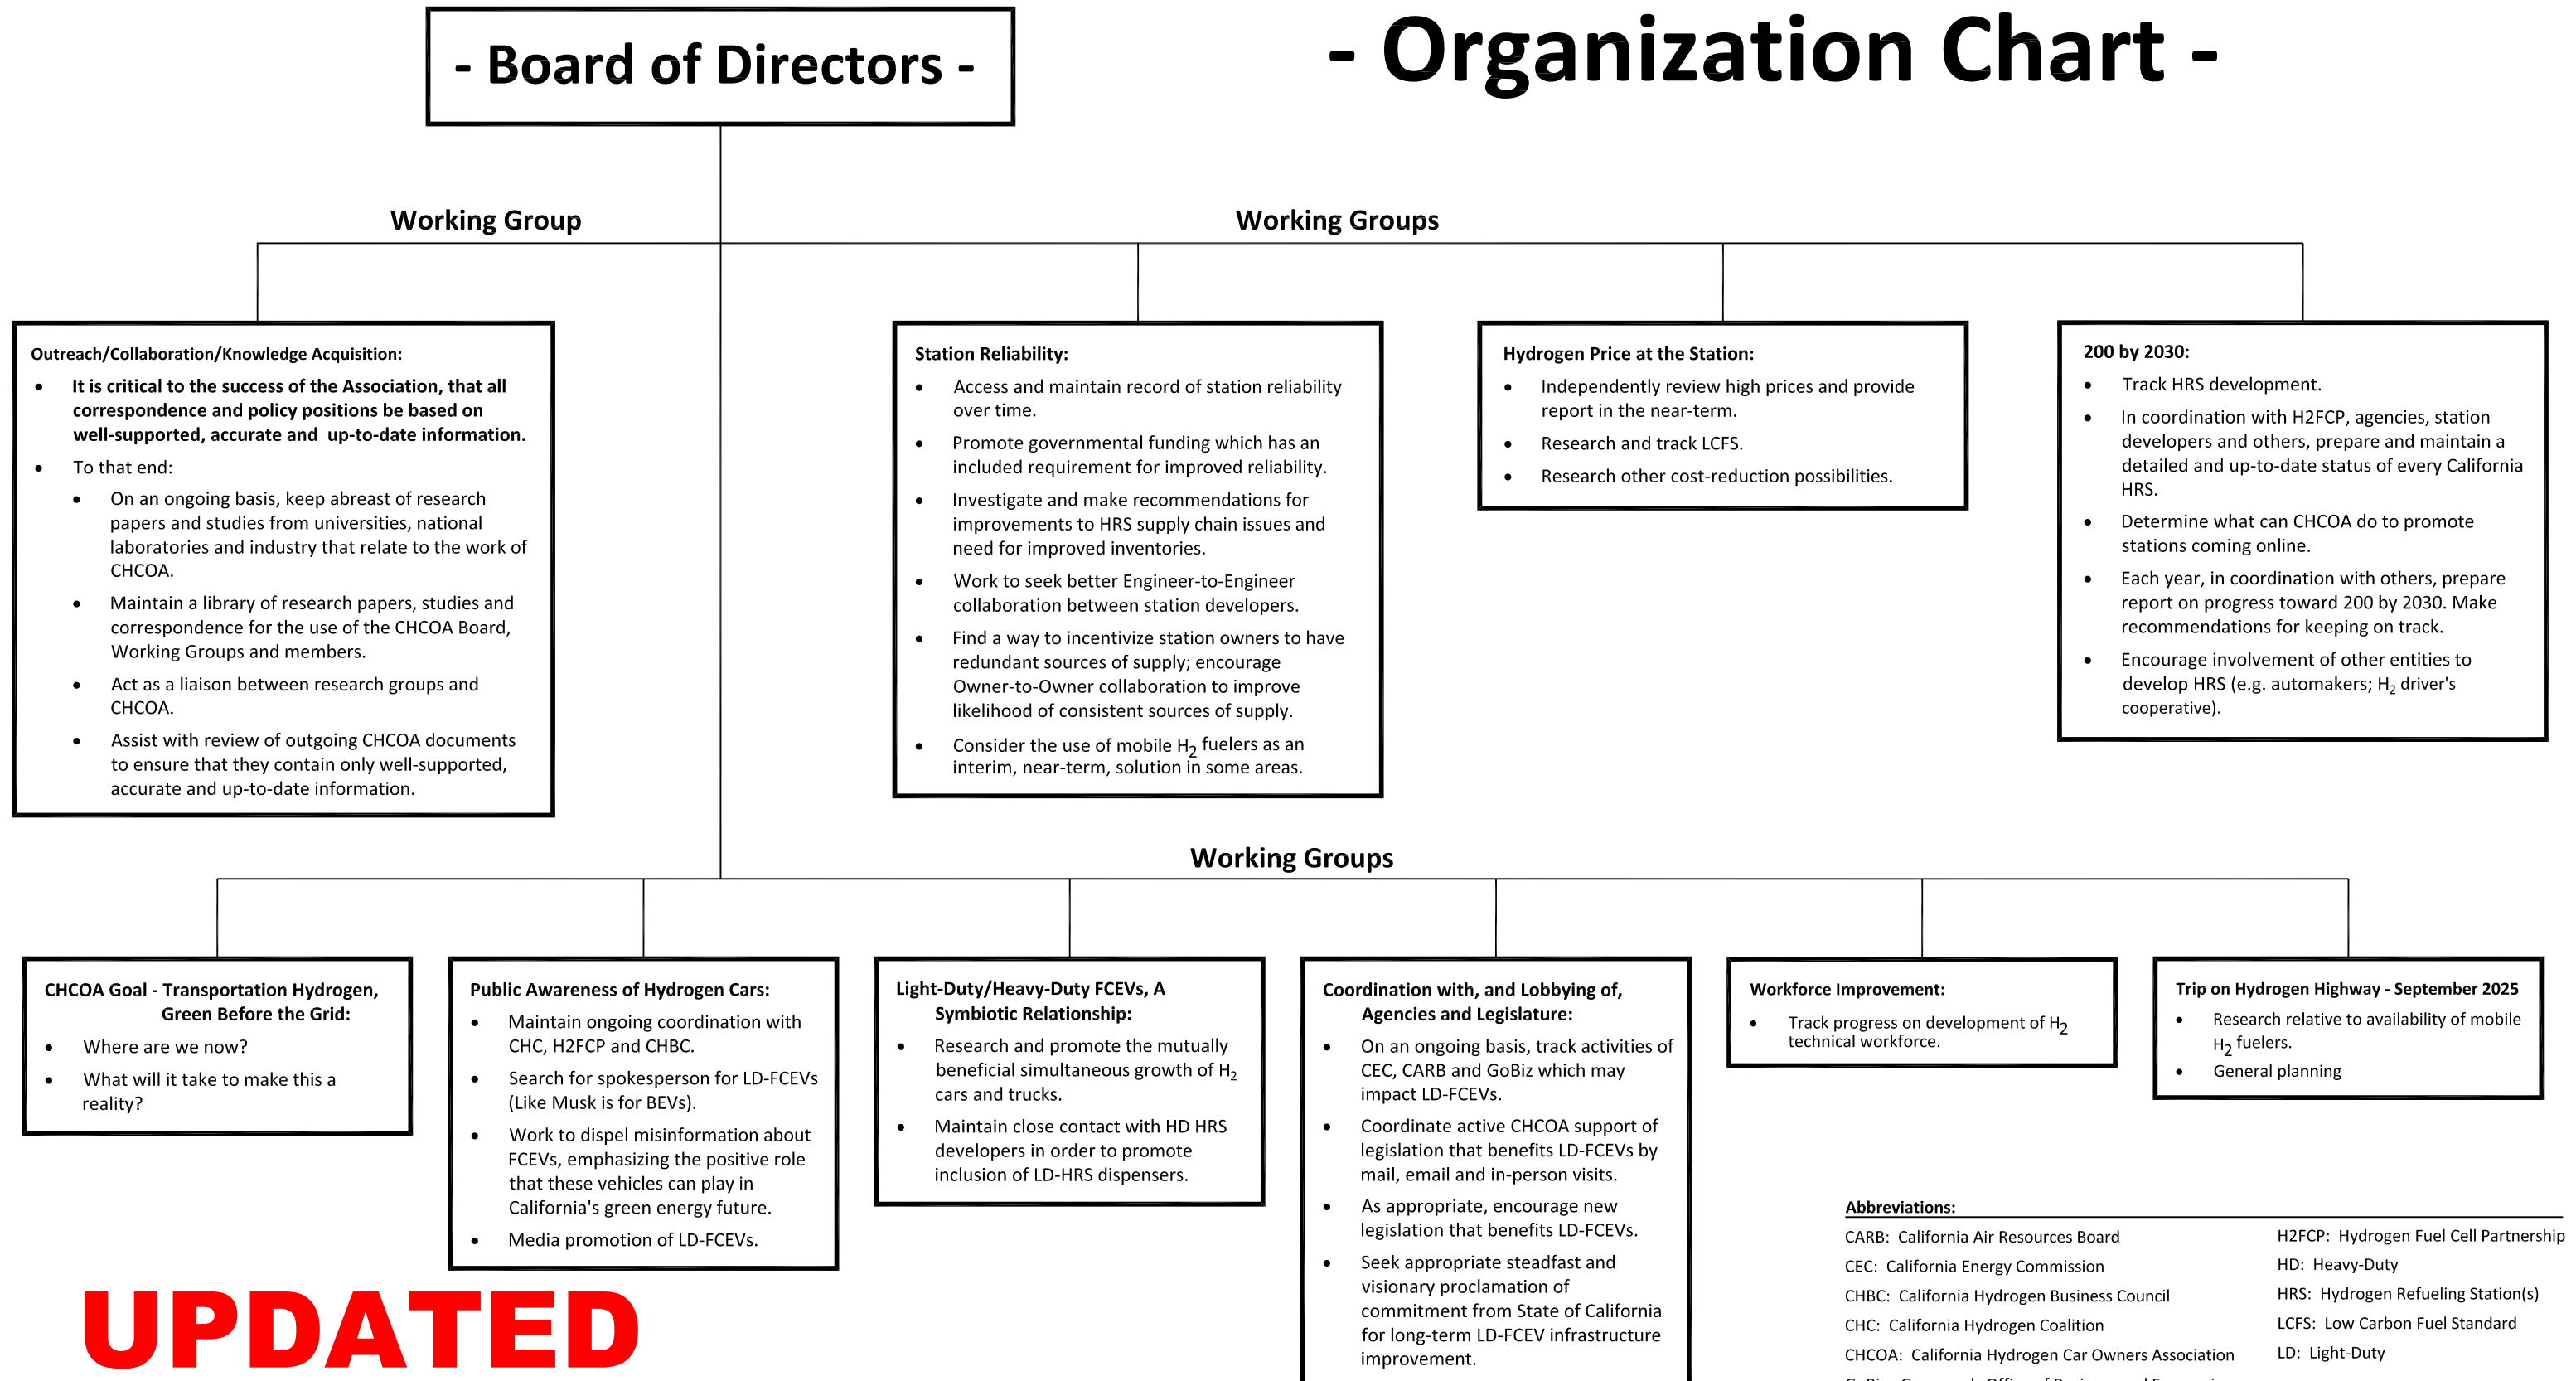 - Board of Directors -
- Organization Chart -
Working Group
Working Groups
Outreach/Collaboration/Knowledge Acquisition:
• It is critical to the success of the Association, that all
correspondence and policy positions be based on
well-supported, accurate and up-to-date information.
• To that end:
• On an ongoing basis, keep abreast of research
papers and studies from universities, national
laboratories and industry that relate to the work of
CHCOA.
• Maintain a library of research papers, studies and
correspondence for the use of the CHCOA Board,
Working Groups and members.
• Act as a liaison between research groups and
CHCOA.
• Assist with review of outgoing CHCOA documents
to ensure that they contain only well-supported,
accurate and up-to-date information.
Station Reliability:
• Access and maintain record of station reliability
over time.
• Promote governmental funding which has an
included requirement for improved reliability.
• Investigate and make recommendations for
improvements to HRS supply chain issues and
need for improved inventories.
• Work to seek better Engineer-to-Engineer
collaboration between station developers.
• Find a way to incentivize station owners to have
redundant sources of supply; encourage
Owner-to-Owner collaboration to improve
likelihood of consistent sources of supply.
• Consider the use of mobile H2 fuelers as an
interim, near-term, solution in some areas.
Hydrogen Price at the Station:
• Independently review high prices and provide
report in the near-term.
• Research and track LCFS.
• Research other cost-reduction possibilities.
200 by 2030:
• Track HRS development.
• In coordination with H2FCP, agencies, station
developers and others, prepare and maintain a
detailed and up-to-date status of every California
HRS.
• Determine what can CHCOA do to promote
stations coming online.
• Each year, in coordination with others, prepare
report on progress toward 200 by 2030. Make
recommendations for keeping on track.
• Encourage involvement of other entities to
develop HRS (e.g. automakers; H2 driver's
cooperative).
Working Groups
CHCOA Goal - Transportation Hydrogen,
Green Before the Grid:
• Where are we now?
• What will it take to make this a
reality?
Public Awareness of Hydrogen Cars:
• Maintain ongoing coordination with
CHC, H2FCP and CHBC.
• Search for spokesperson for LD-FCEVs
(Like Musk is for BEVs).
• Work to dispel misinformation about
FCEVs, emphasizing the positive role
that these vehicles can play in
California's green energy future.
• Media promotion of LD-FCEVs.
Light-Duty/Heavy-Duty FCEVs, A
Symbiotic Relationship:
• Research and promote the mutually
beneficial simultaneous growth of H2
cars and trucks.
• Maintain close contact with HD HRS
developers in order to promote
inclusion of LD-HRS dispensers.
Coordination with, and Lobbying of,
Agencies and Legislature:
• On an ongoing basis, track activities of
CEC, CARB and GoBiz which may
impact LD-FCEVs.
• Coordinate active CHCOA support of
legislation that benefits LD-FCEVs by
mail, email and in-person visits.
• As appropriate, encourage new
legislation that benefits LD-FCEVs.
• Seek appropriate steadfast and
visionary proclamation of
commitment from State of California
for long-term LD-FCEV infrastructure
improvement.
Workforce Improvement:
• Track progress on development of H2
technical workforce.
Trip on Hydrogen Highway - September 2025
• Research relative to availability of mobile
H2 fuelers.
• General planning
UPDATED
Abbreviations:
CARB: California Air Resources Board
CEC: California Energy Commission
CHBC: California Hydrogen Business Council
CHC: California Hydrogen Coalition
CHCOA: California Hydrogen Car Owners Association
H2FCP: Hydrogen Fuel Cell Partnership
HD: Heavy-Duty
HRS: Hydrogen Refueling Station(s)
LCFS: Low Carbon Fuel Standard
LD: Light-Duty